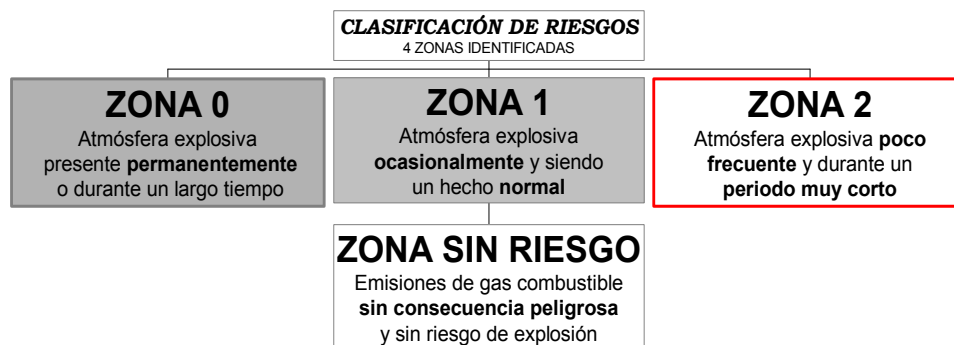 CLASIFICACIÓN DE RIESGOS
4 ZONAS IDENTIFICADAS
ZONA 0
Atmósfera explosiva
presente permanentemente
o durante un largo tiempo
ZONA 1
Atmósfera explosiva
ocasionalmente y siendo
un hecho normal
ZONA 2
Atmósfera explosiva poco
frecuente y durante un
periodo muy corto
ZONA SIN RIESGO
Emisiones de gas combustible
sin consecuencia peligrosa
y sin riesgo de explosión